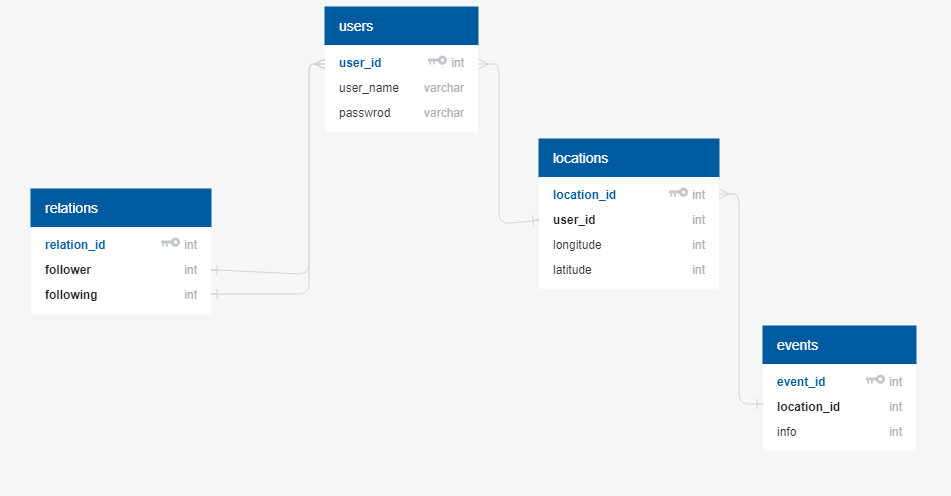 users
user_id int
user_name varchar
passwrod varchar
locations
location_id int
user_id int
longitude int
latitude int
relations
relation_id int
follower int
following int
events
event_id int
location_id int
info int